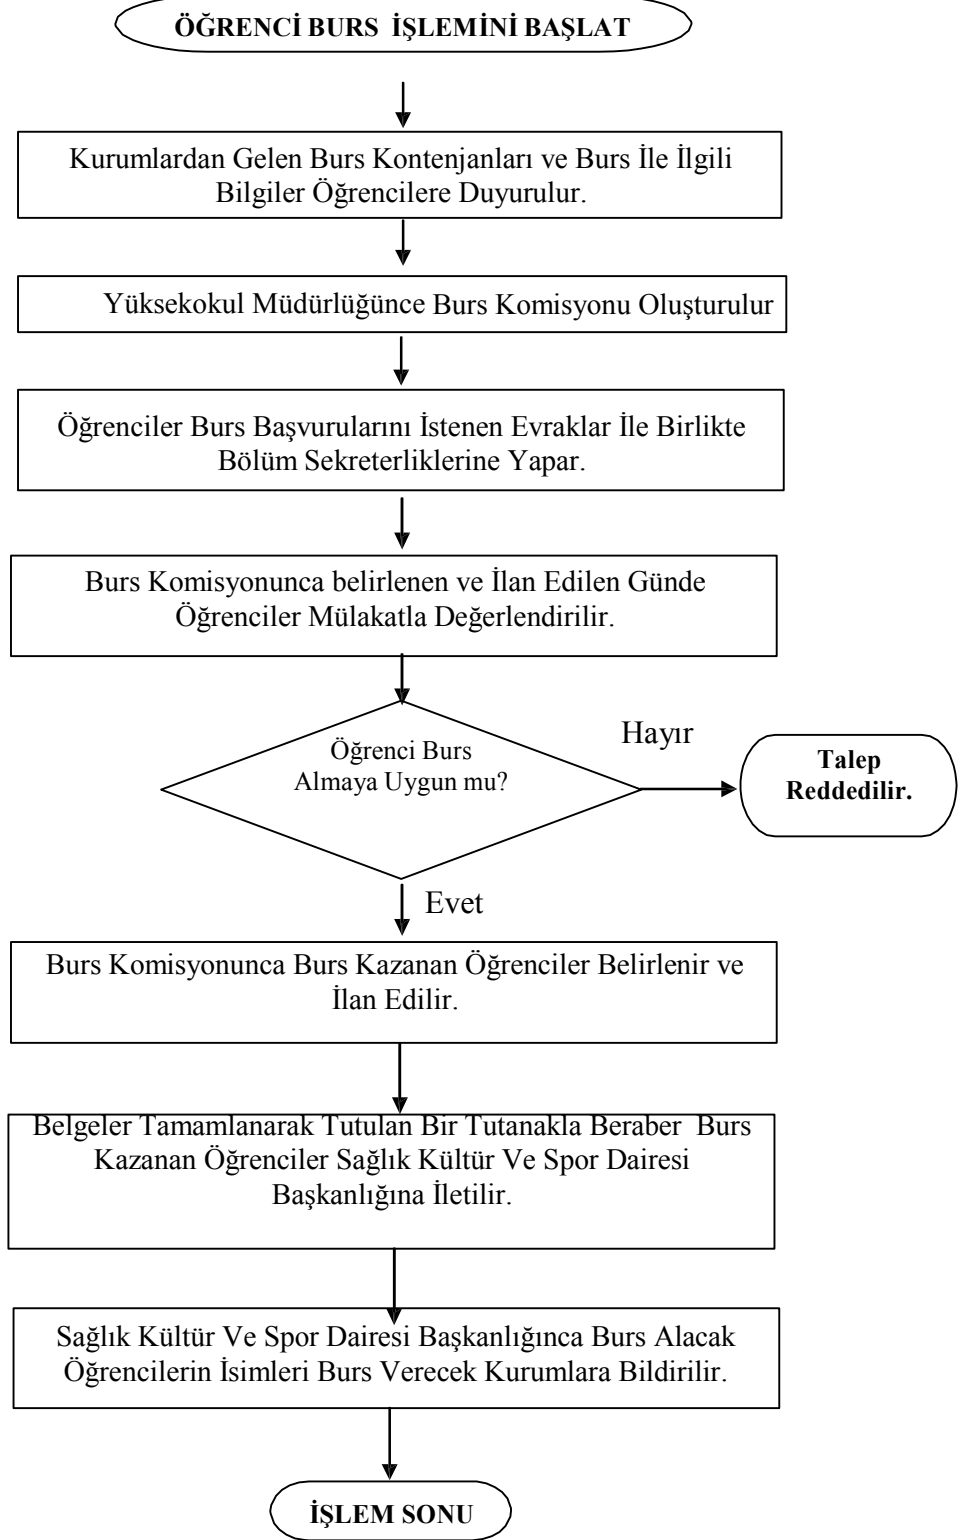 ÖĞRENCİ BURS İŞLEMİNİ BAŞLAT
Kurumlardan Gelen Burs Kontenjanları ve Burs İle İlgili
Bilgiler Öğrencilere Duyurulur.
Yüksekokul Müdürlüğünce Burs Komisyonu Oluşturulur
Öğrenciler Burs Başvurularını İstenen Evraklar İle Birlikte
Bölüm Sekreterliklerine Yapar.
Burs Komisyonunca belirlenen ve İlan Edilen Günde
Öğrenciler Mülakatla Değerlendirilir.
Öğrenci Burs
Almaya Uygun mu?
Hayır
Talep
Reddedilir.
Evet
Burs Komisyonunca Burs Kazanan Öğrenciler Belirlenir ve
İlan Edilir.
Belgeler Tamamlanarak Tutulan Bir Tutanakla Beraber Burs
Kazanan Öğrenciler Sağlık Kültür Ve Spor Dairesi
Başkanlığına İletilir.
Sağlık Kültür Ve Spor Dairesi Başkanlığınca Burs Alacak
Öğrencilerin İsimleri Burs Verecek Kurumlara Bildirilir.
İŞLEM SONU